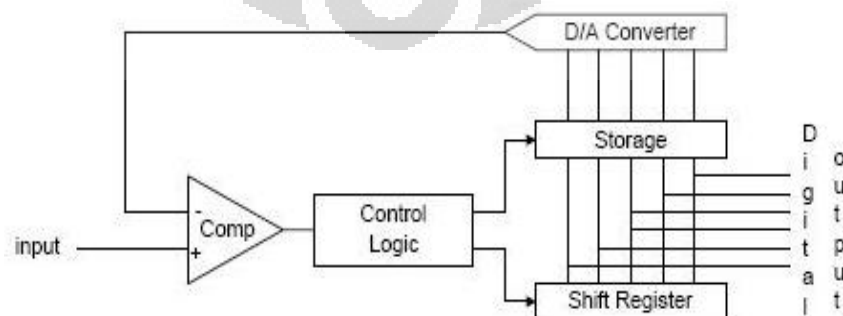 D/A Converter
Storage
Digital
output
-
Comp
+
input
Control
Logic
Shift Register